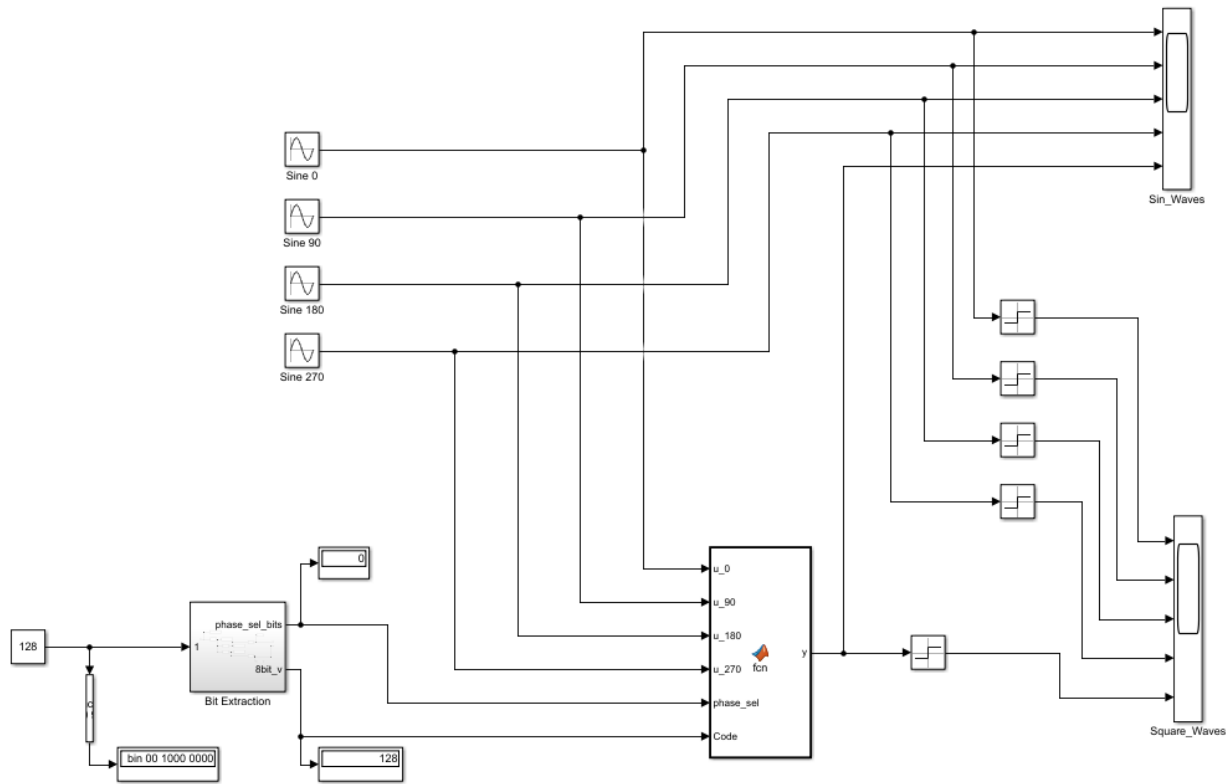 Sin_Waves
Sine 0
Sine 90
Sine 180
Sine 270
0
u_0
u_90
u_180
u_270
phase_sel
Code
fcn
y
128
1
phase_sel_bits
8bit_v
Bit Extraction
bin 00 1000 0000
128
Square_Waves